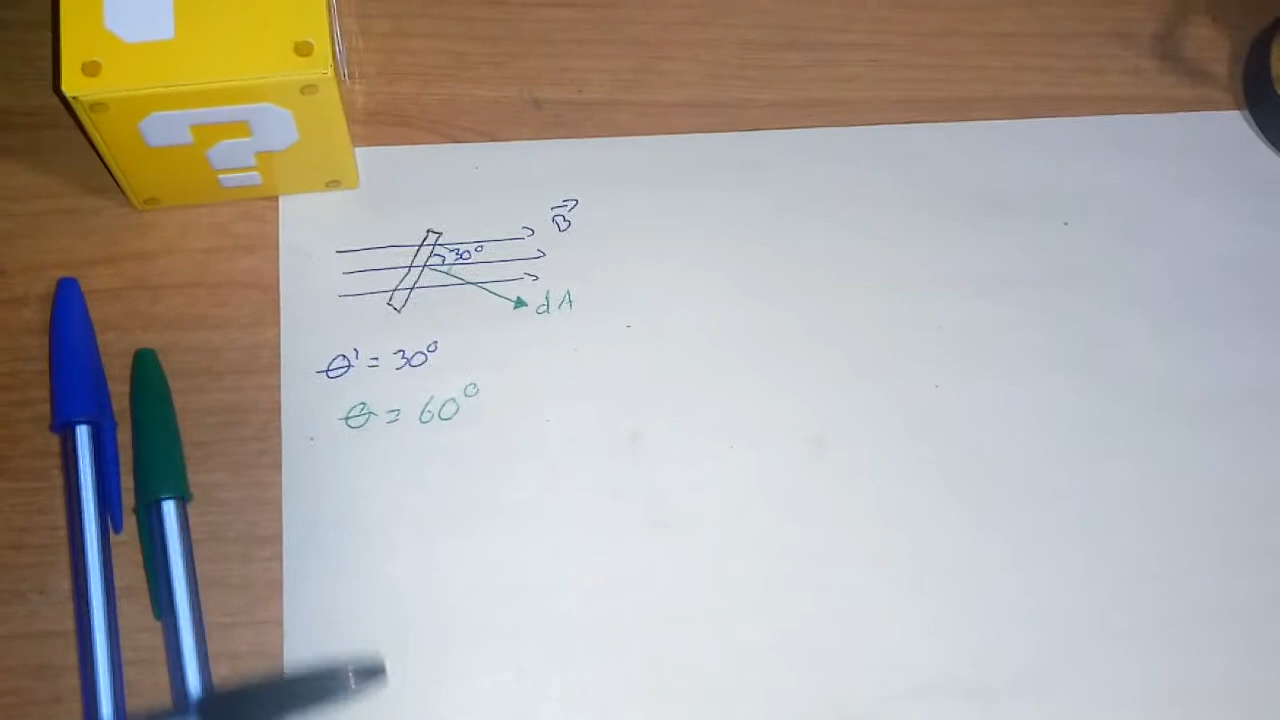 ?
B⃗
30°
dA
θ' = 30°
θ = 60°